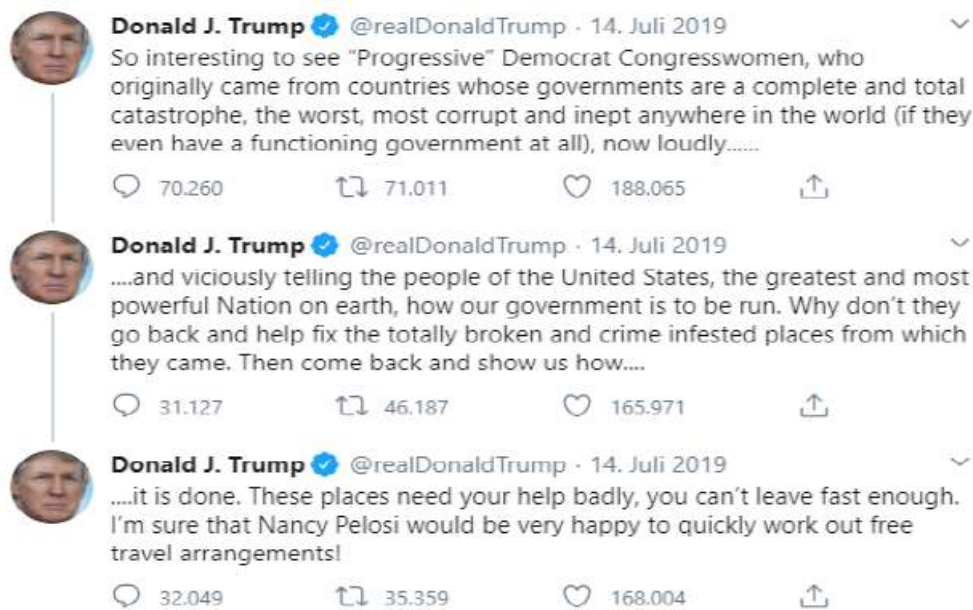 Donald J. Trump @realDonaldTrump · 14. Juli 2019
So interesting to see “Progressive” Democrat Congresswomen, who
originally came from countries whose governments are a complete and total
catastrophe, the worst, most corrupt and inept anywhere in the world (if they
even have a functioning government at all), now loudly......
70.260 71.011 188.065
Donald J. Trump @realDonaldTrump · 14. Juli 2019
....and viciously telling the people of the United States, the greatest and most
powerful Nation on earth, how our government is to be run. Why don’t they
go back and help fix the totally broken and crime infested places from which
they came. Then come back and show us how....
31.127 46.187 165.971
Donald J. Trump @realDonaldTrump · 14. Juli 2019
....it is done. These places need your help badly, you can’t leave fast enough.
I’m sure that Nancy Pelosi would be very happy to quickly work out free
travel arrangements!
32.049 35.359 168.004